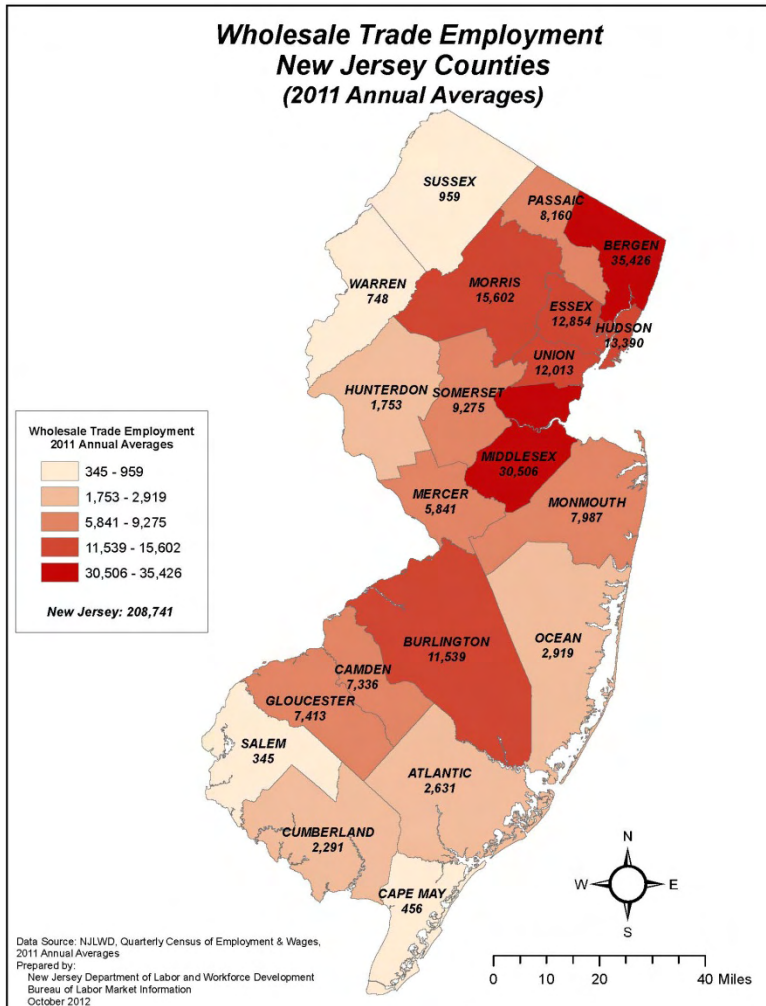 Wholesale Trade Employment
New Jersey Counties
(2011 Annual Averages)
SUSSEX
959
PASSAIC
8,160
BERGEN
35,426
WARREN
748
MORRIS
15,602
ESSEX
12,854
HUDSON
13,390
UNION
12,013
HUNTERDON
1,753
SOMERSET
9,275
MIDDLESEX
30,506
MERCER
5,841
MONMOUTH
7,987
Wholesale Trade Employment
2011 Annual Averages
345 - 959
1,753 - 2,919
5,841 - 9,275
11,539 - 15,602
30,506 - 35,426
New Jersey: 208,741
OCEAN
2,919
BURLINGTON
11,539
CAMDEN
7,336
GLOUCESTER
7,413
SALEM
345
ATLANTIC
2,631
CUMBERLAND
2,291
CAPE MAY
456
N
W
E
S
Data Source: NJLWD, Quarterly Census of Employment & Wages,
2011 Annual Averages
Prepared by:
New Jersey Department of Labor and Workforce Development
Bureau of Labor Market Information
October 2012
0 10 20 30 40 Miles